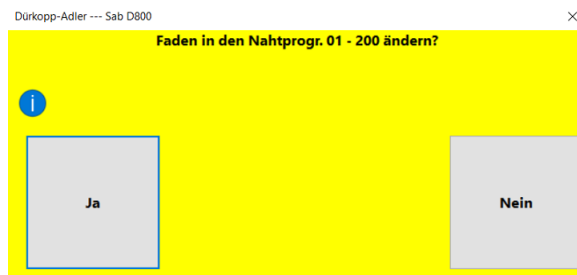 Dürkopp-Adler --- Sab D800
Faden in den Nahtprogr. 01 - 200 ändern?
i
Ja
Nein